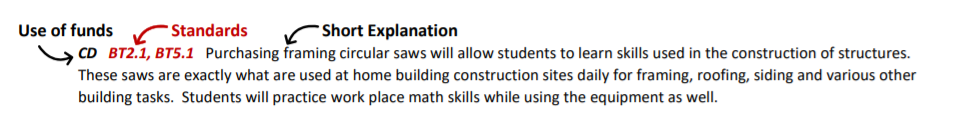 Use of funds Standards Short Explanation
CD BT2.1, BT5.1 Purchasing framing circular saws will allow students to learn skills used in the construction of structures.
These saws are exactly what are used at home building construction sites daily for framing, roofing, siding and various other
building tasks. Students will practice work place math skills while using the equipment as well.